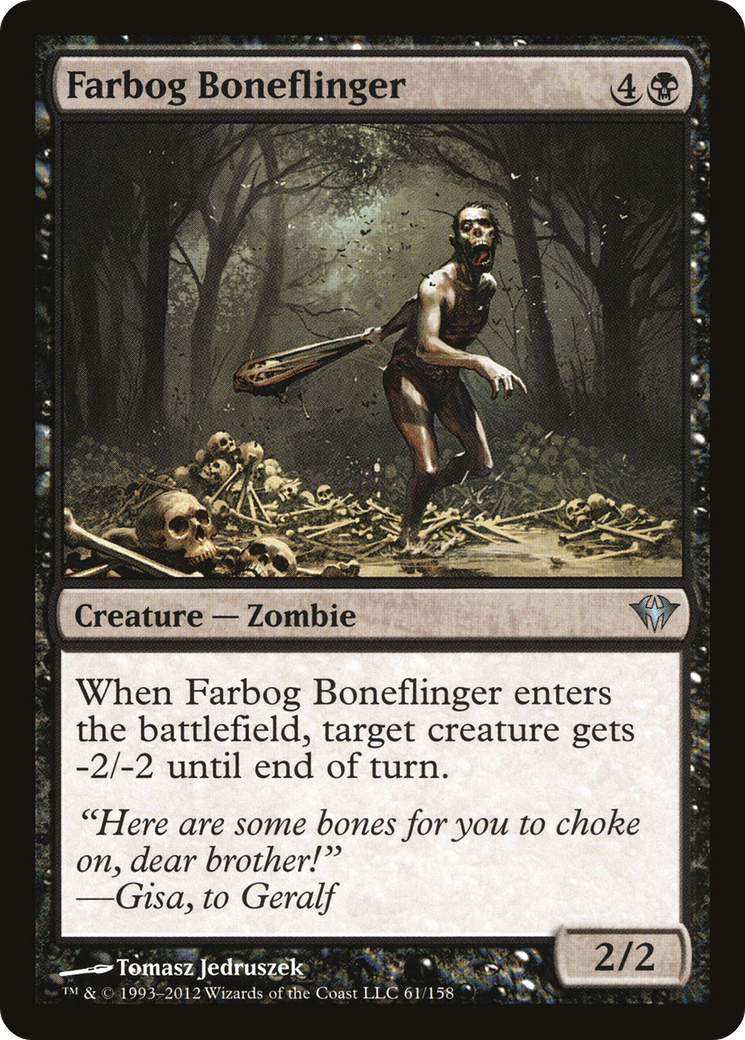 Farbog Boneflinger 4
Creature — Zombie
When Farbog Boneflinger enters
the battlefield, target creature gets
-2/-2 until end of turn.
“Here are some bones for you to choke
on, dear brother!”
—Gisa, to Geralf
2/2
Tomasz Jedruszek
™ & © 1993–2012 Wizards of the Coast LLC 61/158